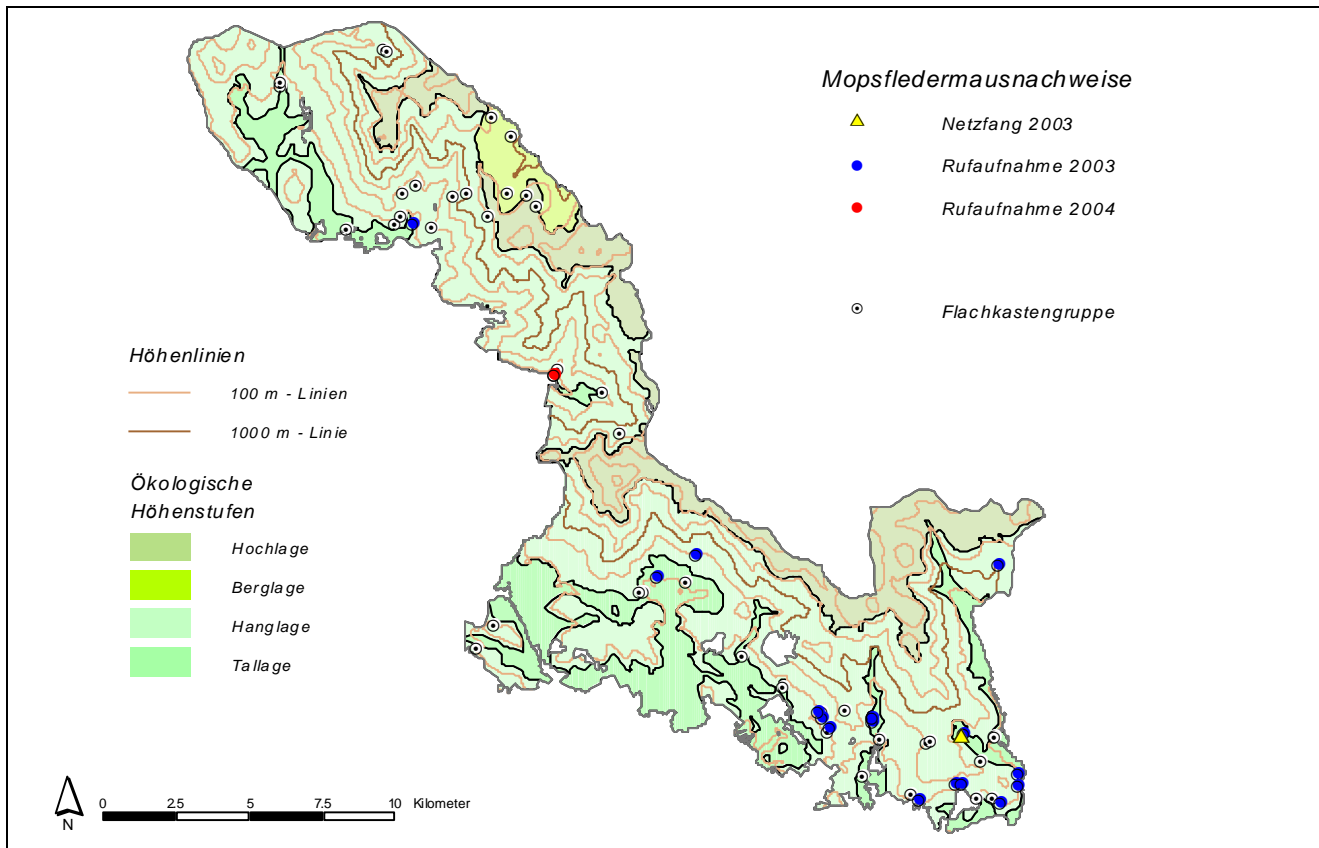 Mopsfledermausnachweise
Netzfang 2003
Rufaufnahme 2003
Rufaufnahme 2004
Flachkastengruppe
Höhenlinien
100 m - Linien
1000 m - Linie
Ökologische
Höhenstufen
Hochlage
Berglage
Hanglage
Tallage
N
0 2.5 5 7.5 10 Kilometer